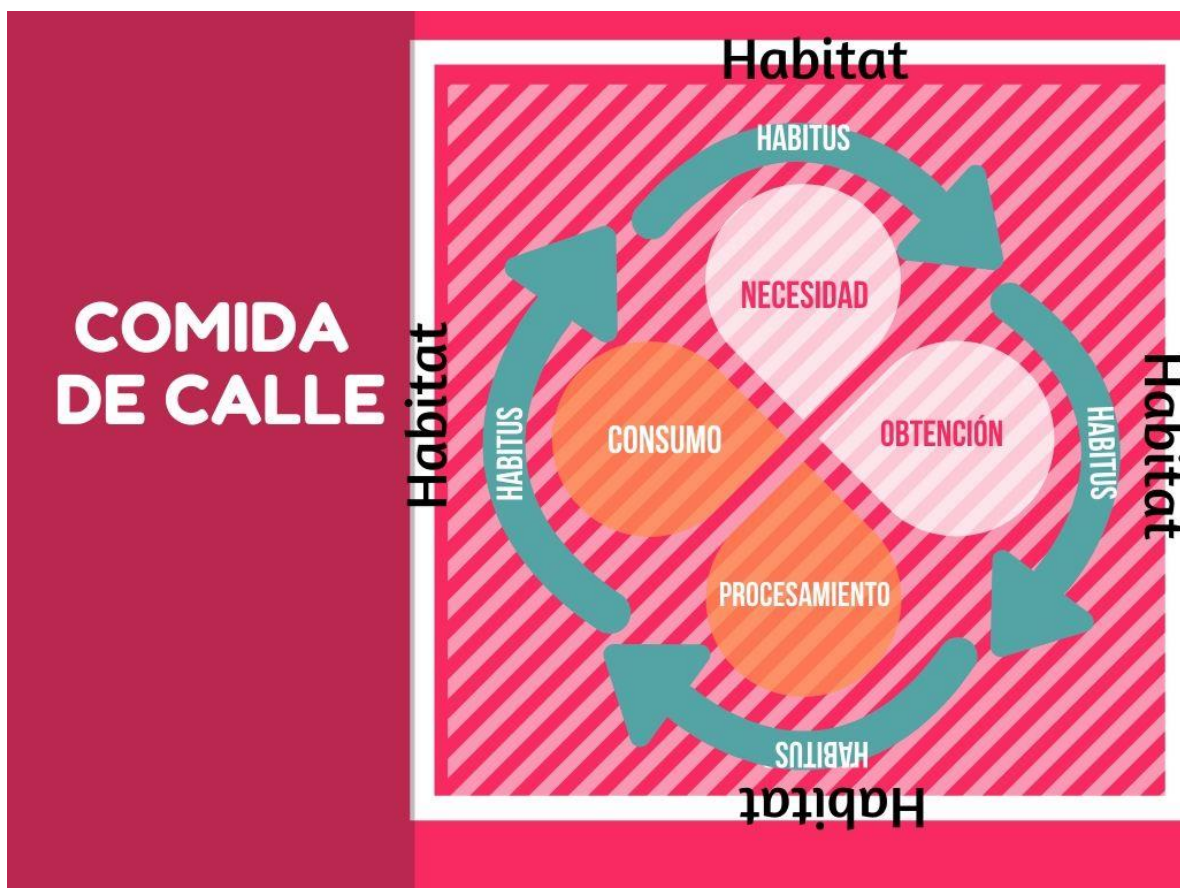 COMIDA
DE CALLE
Habitat
HABITUS
NECESIDAD
Habitat
HABITUS
CONSUMO
OBTENCIÓN
HABITUS
Habitat
PROCESAMIENTO
HABITUS
Habitat